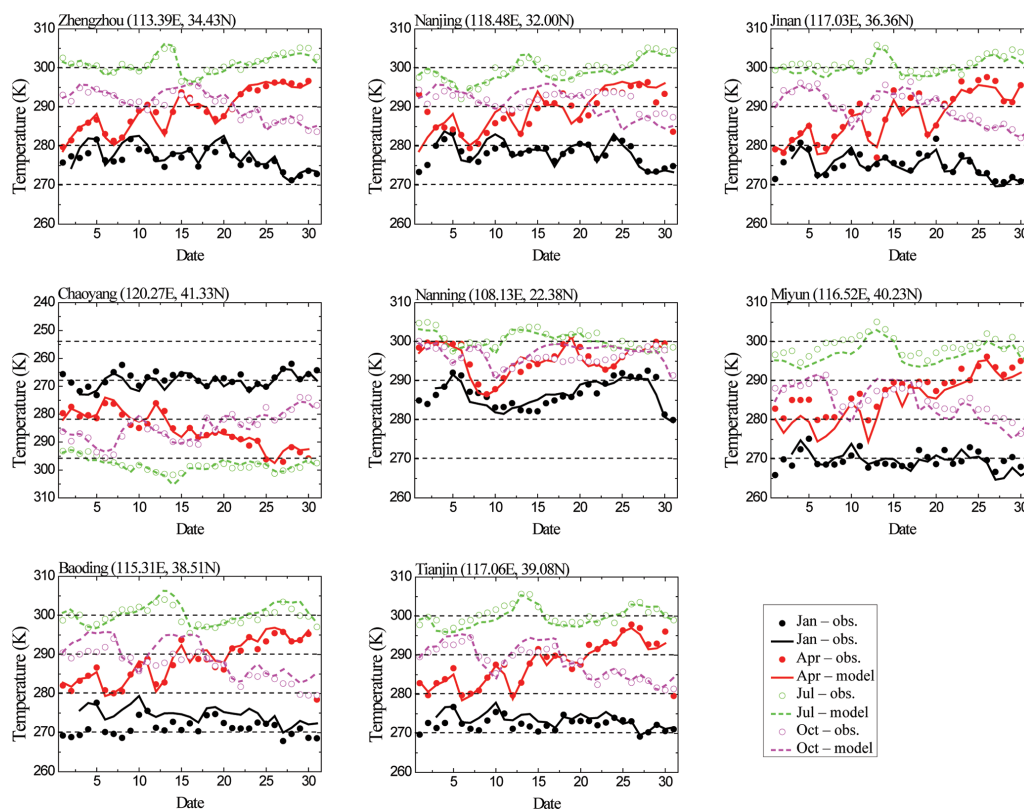 Zhengzhou (113.39E, 34.43N)
310
300
290
280
270
260
Temperature (K)
5 10 15 20 25 30
Date
Nanjing (118.48E, 32.00N)
310
300
290
280
270
260
Temperature (K)
5 10 15 20 25 30
Date
Jinan (117.03E, 36.36N)
310
300
290
280
270
260
Temperature (K)
5 10 15 20 25 30
Date
Chaoyang (120.27E, 41.33N)
240
250
260
270
280
290
300
310
Temperature (K)
5 10 15 20 25 30
Date
Nanning (108.13E, 22.38N)
310
300
290
280
270
260
Temperature (K)
5 10 15 20 25 30
Date
Miyun (116.52E, 40.23N)
310
300
290
280
270
260
Temperature (K)
5 10 15 20 25 30
Date
Baoding (115.31E, 38.51N)
310
300
290
280
270
260
Temperature (K)
5 10 15 20 25 30
Date
Tianjin (117.06E, 39.08N)
310
300
290
280
270
260
Temperature (K)
5 10 15 20 25 30
Date
Jan – obs.
Jan – obs.
Apr – obs.
Apr – model
Jul – obs.
Jul – model
Oct – obs.
Oct – model